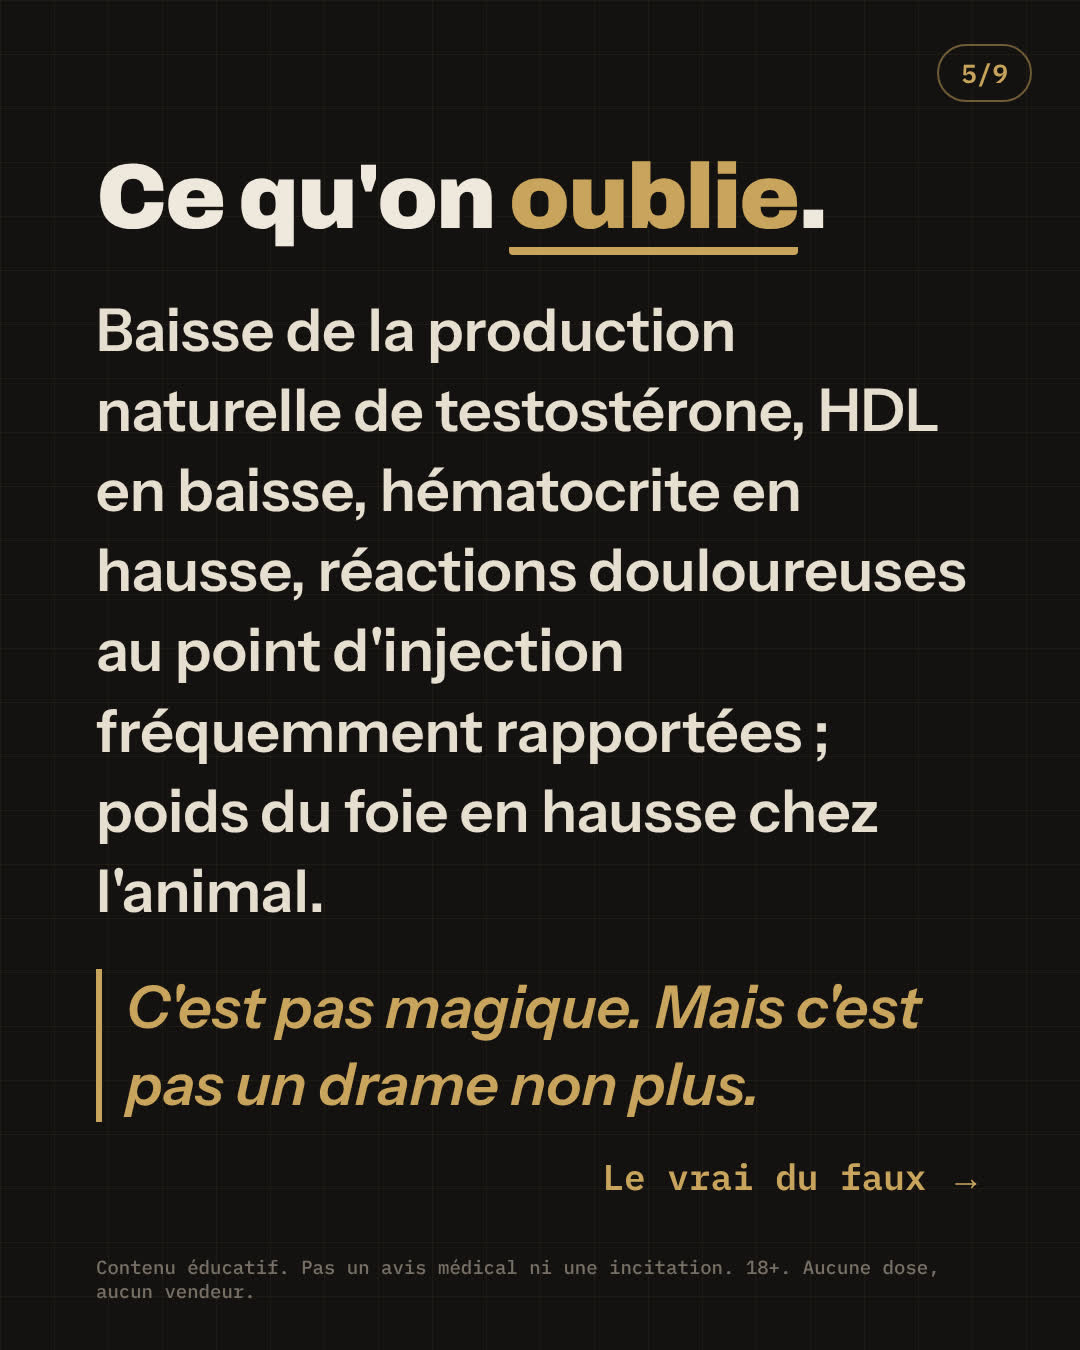 5/9
Ce qu'on oublie.
Baisse de la production
naturelle de testostérone, HDL
en baisse, hématocrite en
hausse, réactions douloureuses
au point d'injection
fréquemment rapportées ;
poids du foie en hausse chez
l'animal.
C'est pas magique. Mais c'est
pas un drame non plus.
Le vrai du faux →
Contenu éducatif. Pas un avis médical ni une incitation. 18+. Aucune dose,
aucun vendeur.